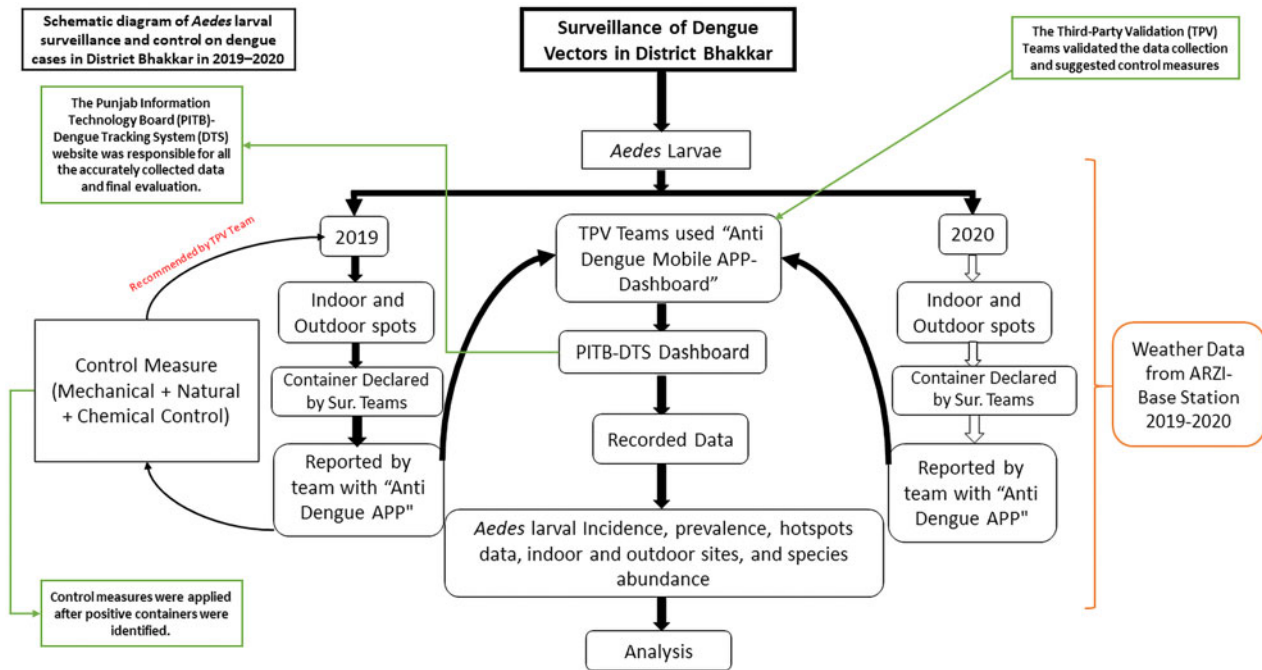 Schematic diagram of Aedes larval
surveillance and control on dengue
cases in District Bhakkar in 2019–2020
Surveillance of Dengue
Vectors in District Bhakkar
The Third-Party Validation (TPV)
Teams validated the data collection
and suggested control measures
The Punjab Information
Technology Board (PITB)-
Dengue Tracking System (DTS)
website was responsible for all
the accurately collected data
and final evaluation.
Aedes Larvae
Recommended by TPV Team
2019
Indoor and
Outdoor spots
Container Declared
by Sur. Teams
Reported by
team with “Anti
Dengue APP"
Control Measure
(Mechanical + Natural
+ Chemical Control)
Control measures were applied
after positive containers were
identified.
TPV Teams used “Anti
Dengue Mobile APP-
Dashboard”
PITB-DTS Dashboard
Recorded Data
Aedes larval Incidence, prevalence, hotspots
data, indoor and outdoor sites, and species
abundance
Analysis
2020
Indoor and
Outdoor spots
Container Declared
by Sur. Teams
Reported by
team with “Anti
Dengue APP"
Weather Data
from ARZI-
Base Station
2019-2020